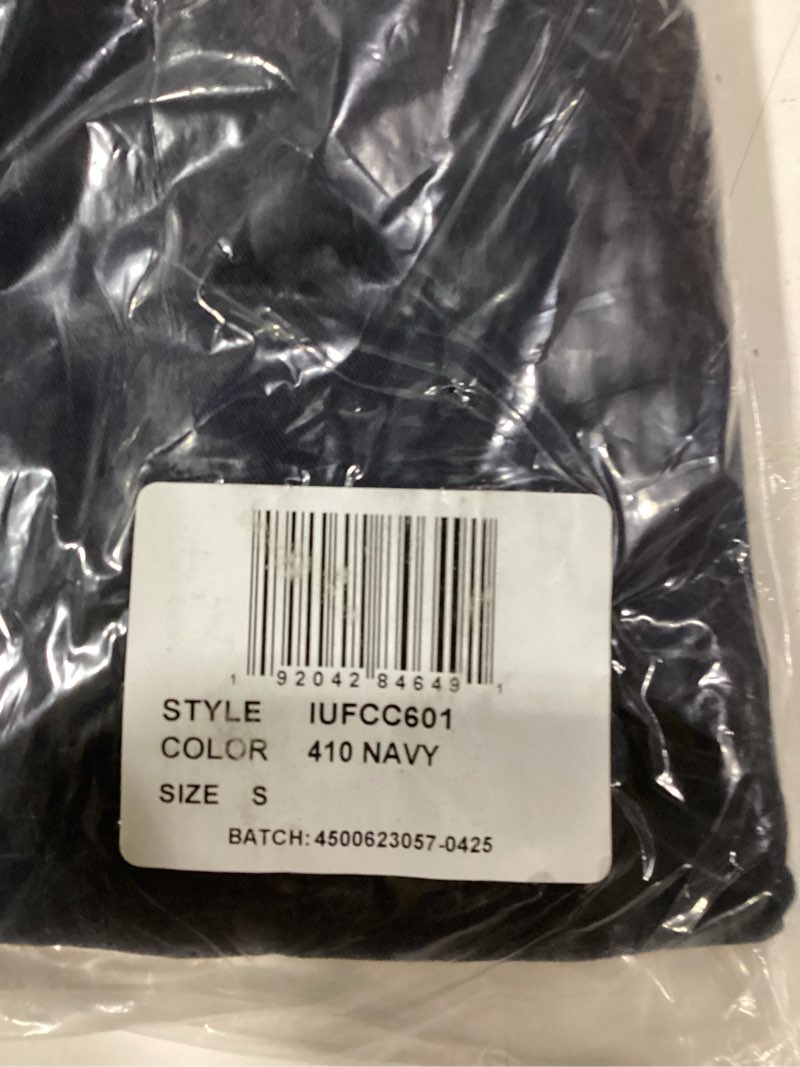 1 92042 84649 1
STYLE IUFCC601
COLOR 410 NAVY
SIZE S
BATCH: 4500623057-0425